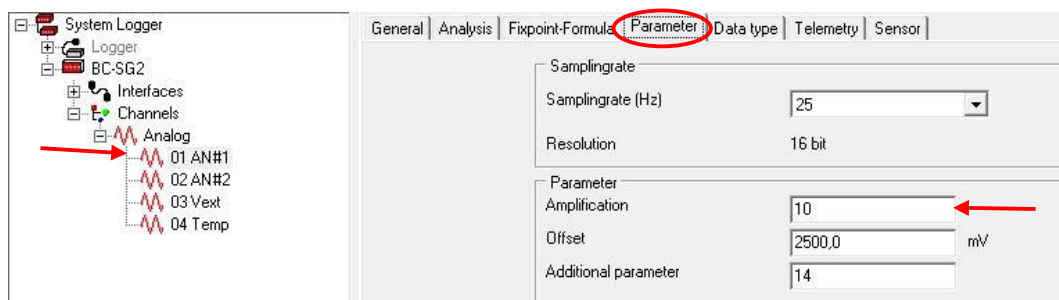 System Logger
Logger
BC-SG2
Interfaces
Channels
Analog
01 AN#1
02 AN#2
03 Vext
04 Temp
General Analysis Fixpoint-Formula Parameter Data type Telemetry Sensor
Samplingrate
Samplingrate (Hz) 25
Resolution 16 bit
Parameter
Amplification 10
Offset 2500,0 mV
Additional parameter 14